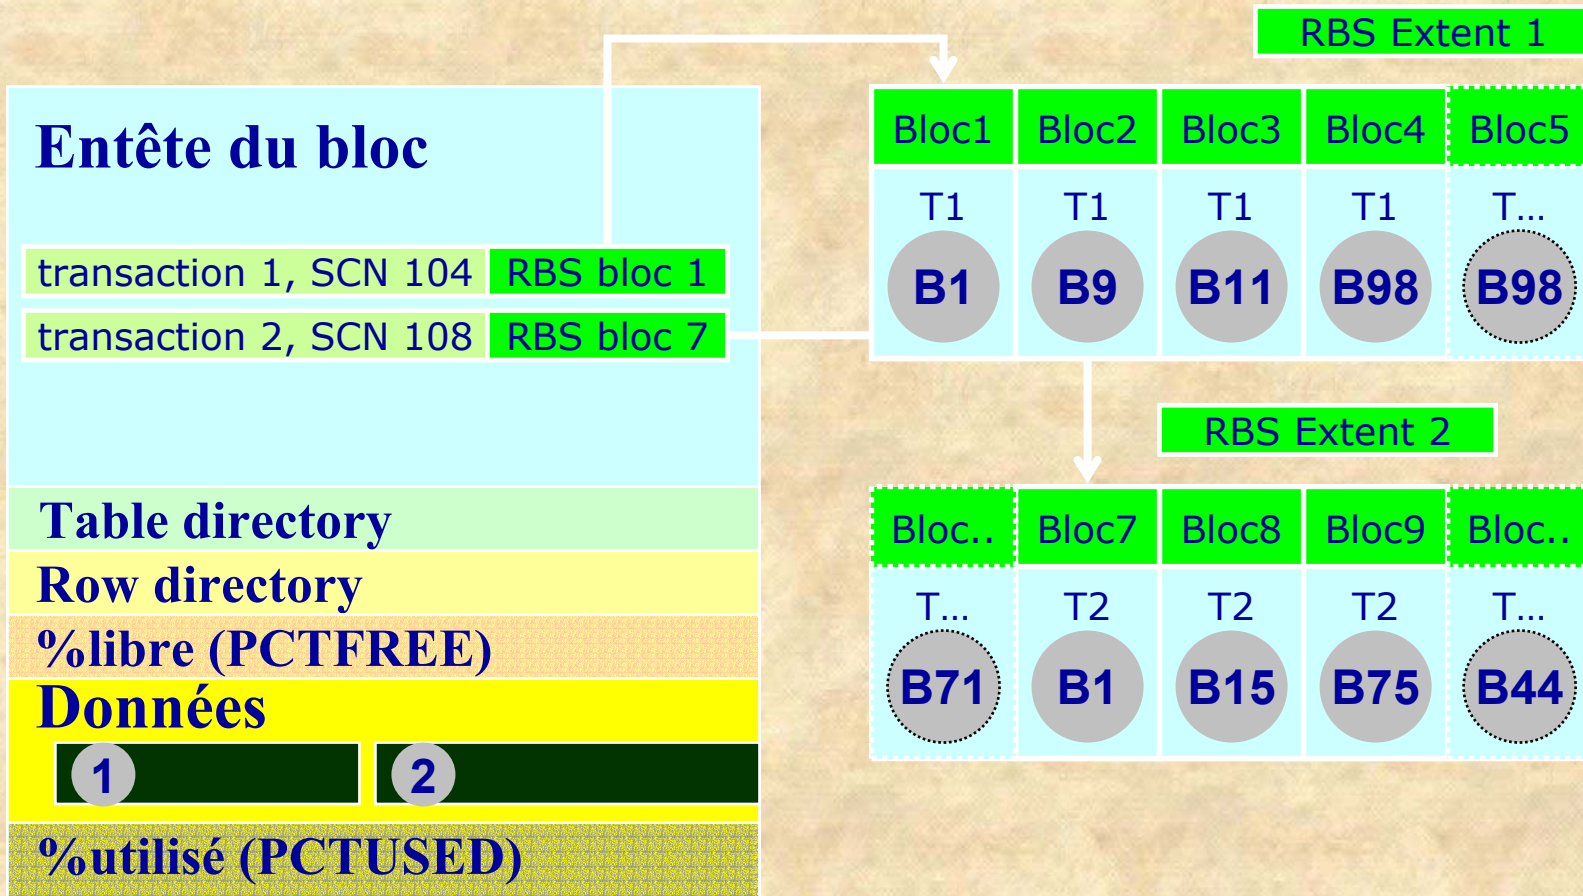 RBS Extent 1
Entête du bloc
transaction 1, SCN 104 RBS bloc 1
transaction 2, SCN 108 RBS bloc 7
Bloc1 Bloc2 Bloc3 Bloc4 Bloc5
T1 T1 T1 T1 T...
B1 B9 B11 B98 B98
RBS Extent 2
Bloc.. Bloc7 Bloc8 Bloc9 Bloc..
T... T2 T2 T2 T...
B71 B1 B15 B75 B44
Table directory
Row directory
%libre (PCTFREE)
Données
1 2
%utilisé (PCTUSED)